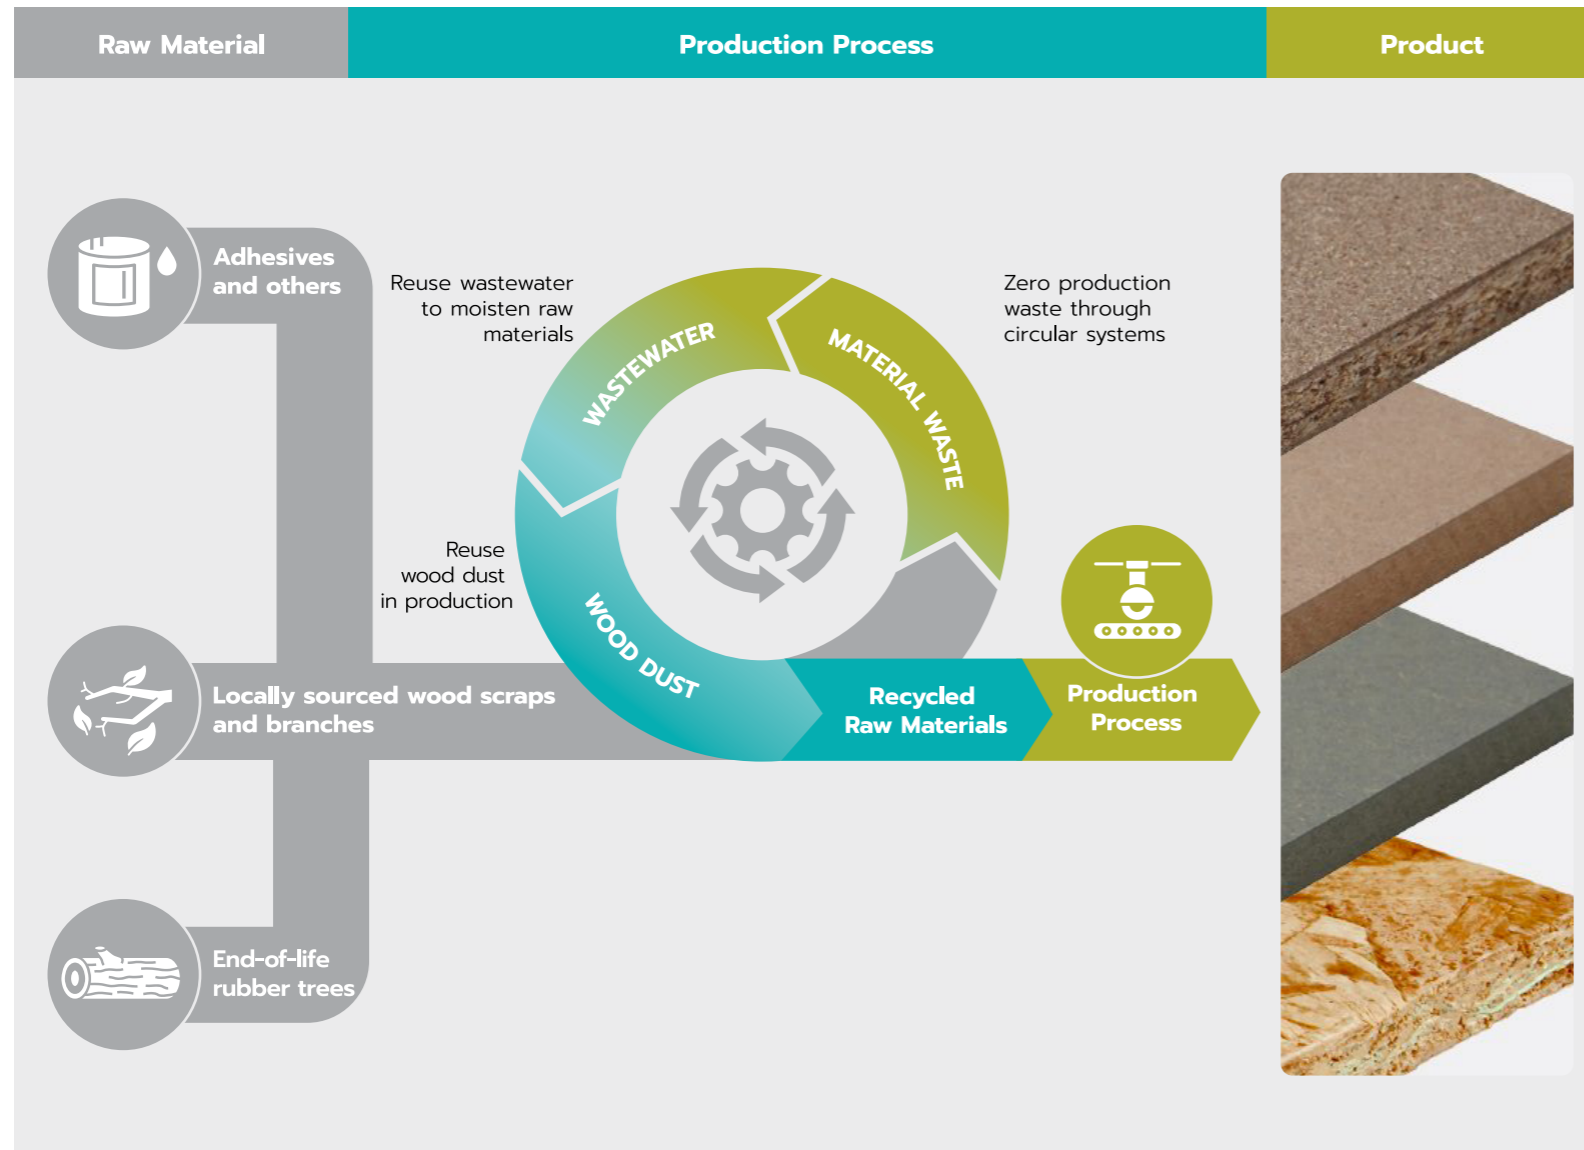 Raw Material
Production Process
Product
Adhesives
and others
Reuse wastewater
to moisten raw
materials
WASTEWATER
MATERIAL WASTE
Zero production
waste through
circular systems
Reuse
wood dust
in production
WOOD DUST
Locally sourced wood scraps
and branches
Recycled
Raw Materials
Production
Process
End-of-life
rubber trees